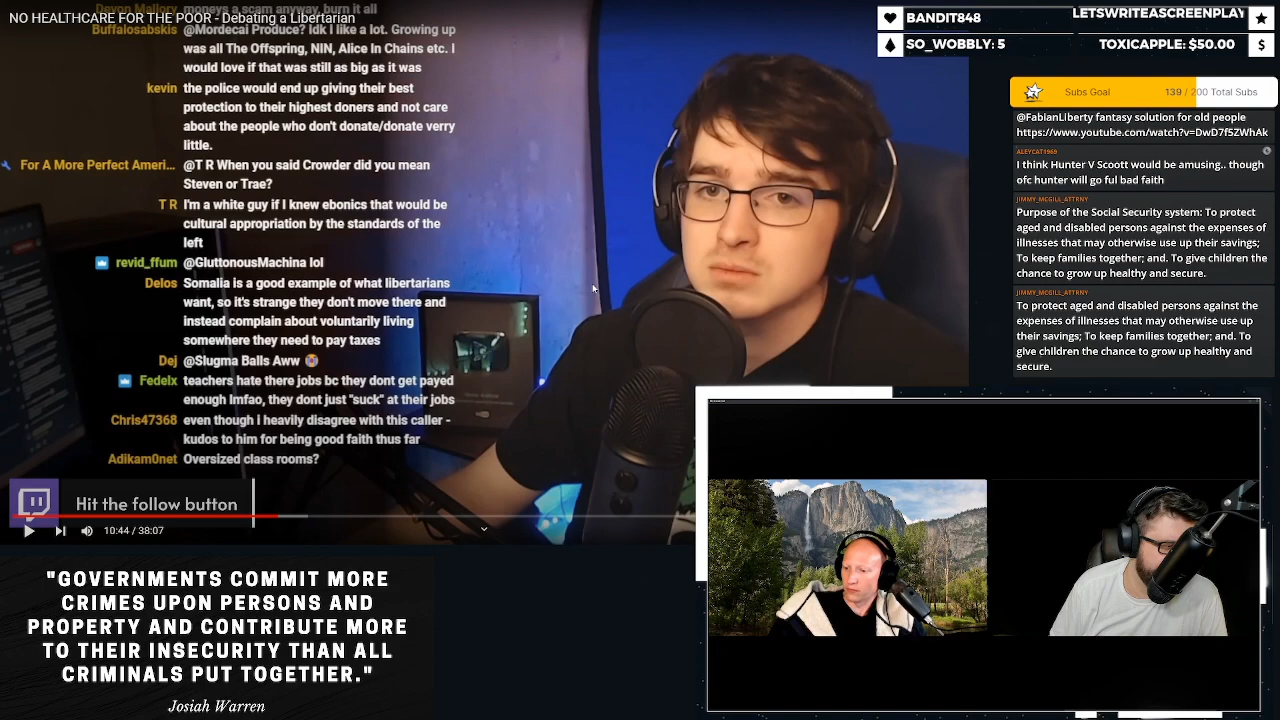 NO HEALTHCARE FOR THE POOR - Debating a Libertarian
Devon Mallory moneys a scam anyway, burn it all
Buffalosabskis @Mordecai Produce? Idk I like a lot. Growing up
was all The Offspring, NIN, Alice In Chains etc. I
would love if that was still as big as it was
kevin the police would end up giving their best
protection to their highest doners and not care
about the people who don't donate/donate verry
little.
For A More Perfect Ameri... @T R When you said Crowder did you mean
Steven or Trae?
T R I'm a white guy if I knew ebonics that would be
cultural appropriation by the standards of the
left
revid_ffum @GluttonousMachina lol
Delos Somalia is a good example of what libertarians
want, so it's strange they don't move there and
instead complain about voluntarily living
somewhere they need to pay taxes
Dej @Slugma Balls Aww
Fedelx teachers hate there jobs bc they dont get payed
enough lmfao, they dont just "suck" at their jobs
Chris47368 even though i heavily disagree with this caller -
kudos to him for being good faith thus far
Adikam0net Oversized class rooms?
Hit the follow button
10:44 / 38:07
"GOVERNMENTS COMMIT MORE
CRIMES UPON PERSONS AND
PROPERTY AND CONTRIBUTE MORE
TO THEIR INSECURITY THAN ALL
CRIMINALS PUT TOGETHER."
Josiah Warren
BANDIT848
LETSWRITEASCREENPLAY
SO_WOBBLY: 5
TOXICAPPLE: $50.00
Subs Goal 139 / 200 Total Subs
@FabianLiberty fantasy solution for old people
https://www.youtube.com/watch?v=DwD7f5ZWhAk
ALEYCAT3969
I think Hunter V Scoott would be amusing.. though
ofc hunter will go ful bad faith
JIMMY_MCGILL_ATTRNY
Purpose of the Social Security system: To protect
aged and disabled persons against the expenses of
illnesses that may otherwise use up their savings;
To keep families together; and. To give children the
chance to grow up healthy and secure.
JIMMY_MCGILL_ATTRNY
To protect aged and disabled persons against the
expenses of illnesses that may otherwise use up
their savings; To keep families together; and. To
give children the chance to grow up healthy and
secure.